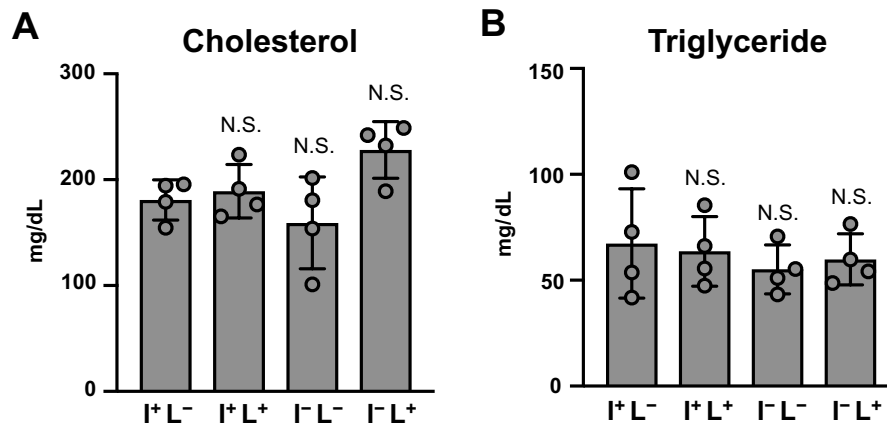 A
Cholesterol
mg/dL
300
200
100
0
N.S.
N.S.
N.S.
I⁺ L⁻
I⁺ L⁺
I⁻ L⁻
I⁻ L⁺
B
Triglyceride
mg/dL
150
100
50
0
N.S.
N.S.
N.S.
I⁺ L⁻
I⁺ L⁺
I⁻ L⁻
I⁻ L⁺